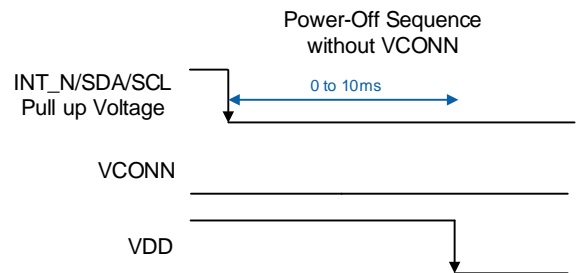 Power-Off Sequence
without VCONN
INT_N/SDA/SCL
Pull up Voltage
0 to 10ms
VCONN
VDD